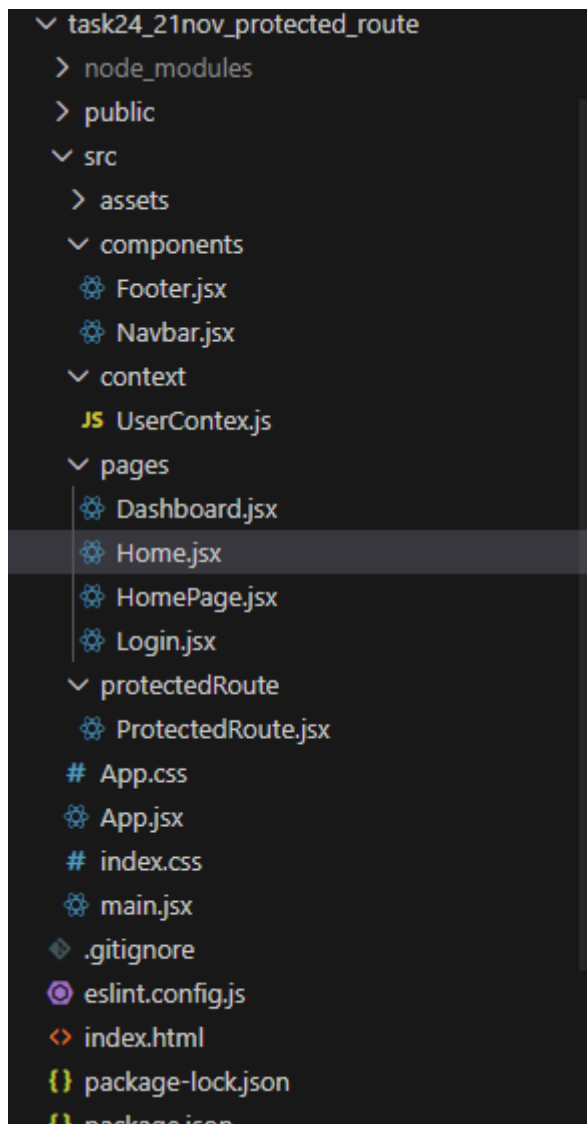 task24_21nov_protected_route
node_modules
public
src
assets
components
Footer.jsx
Navbar.jsx
context
JS UserContex.js
pages
Dashboard.jsx
Home.jsx
HomePage.jsx
Login.jsx
protectedRoute
ProtectedRoute.jsx
# App.css
App.jsx
# index.css
main.jsx
.gitignore
eslint.config.js
<> index.html
{} package-lock.json
{} package.json